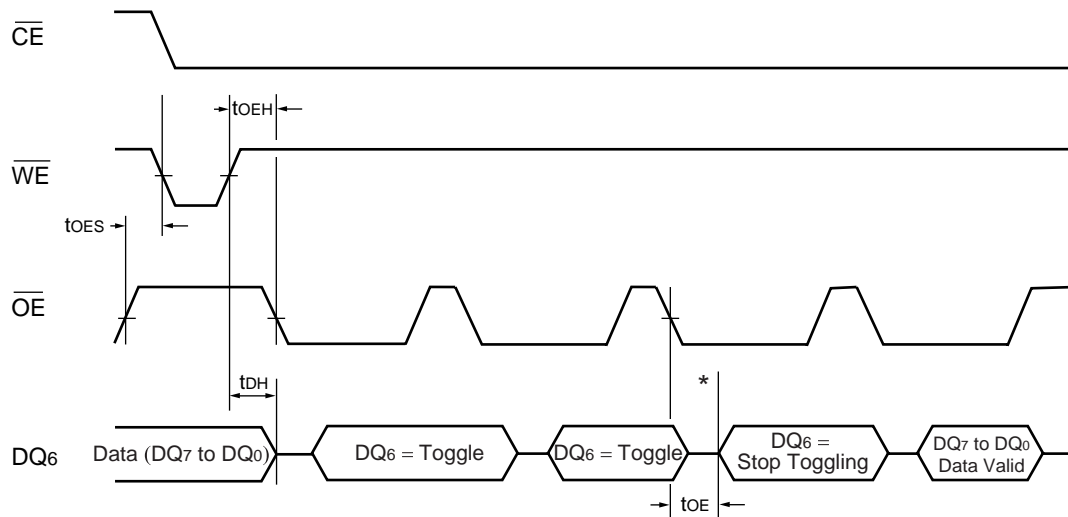 CE
tOEH
WE
tOES
OE
tDH
*
DQ6
Data (DQ7 to DQ0)
DQ6 = Toggle
DQ6 = Toggle
DQ6 =
Stop Toggling
DQ7 to DQ0
Data Valid
tOE